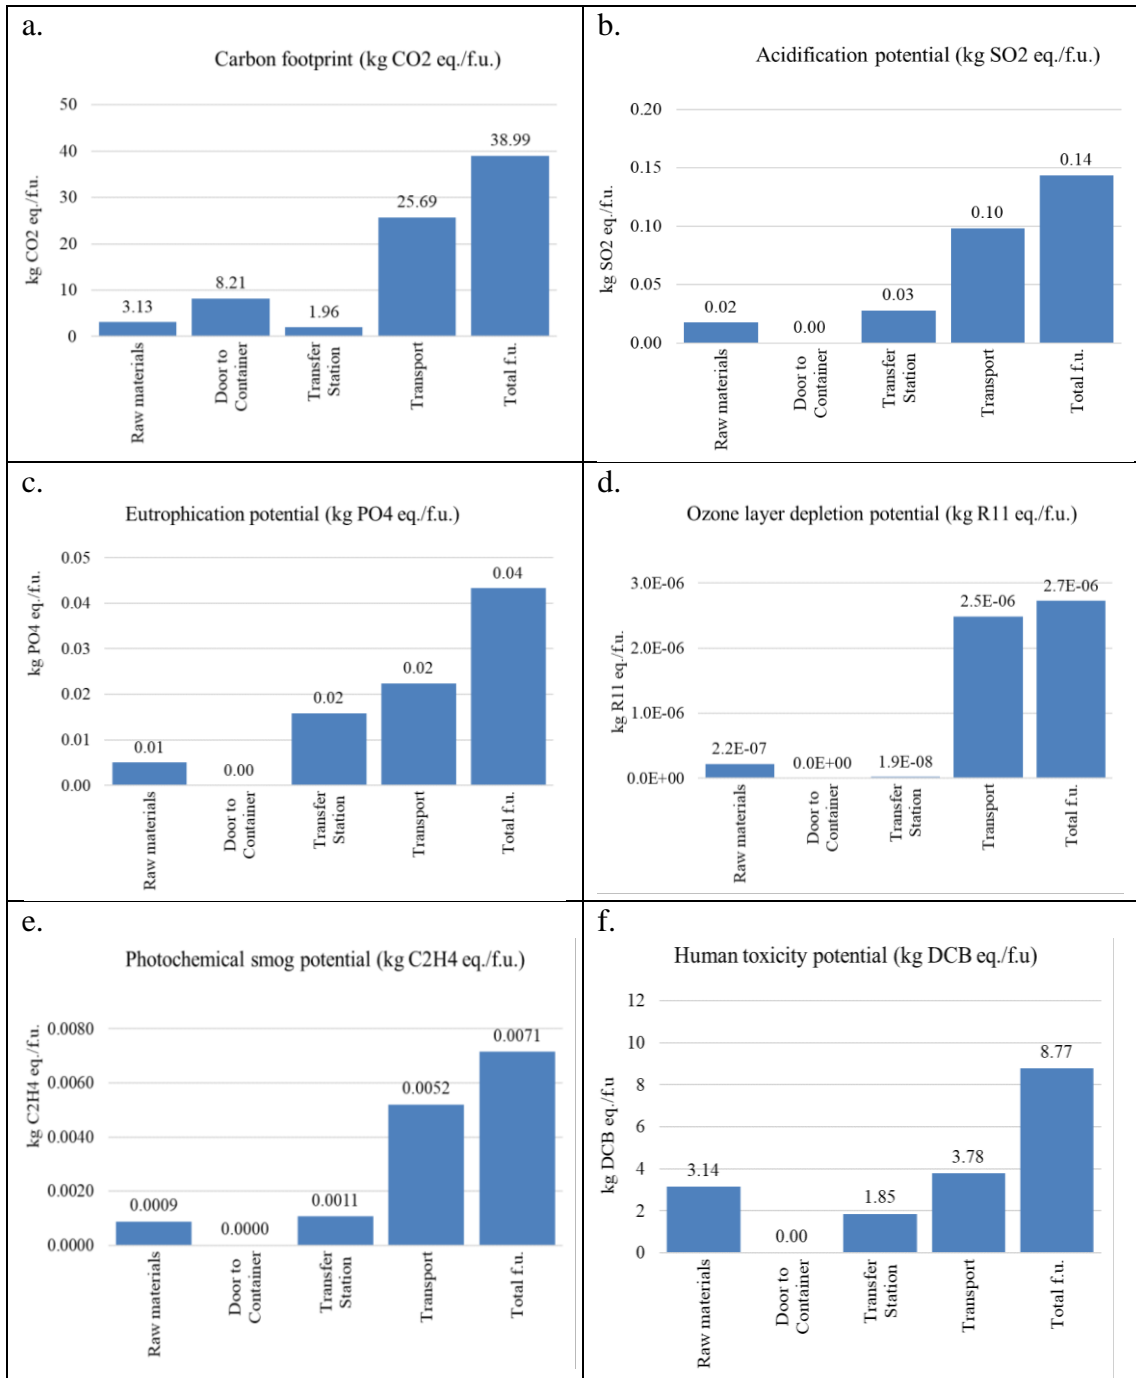 a.
Carbon footprint (kg CO2 eq./f.u.)
kg CO2 eq./f.u.
50
40
30
20
10
0
3.13
8.21
1.96
25.69
38.99
Raw materials
Door to
Container
Transfer
Station
Transport
Total f.u.
b.
Acidification potential (kg SO2 eq./f.u.)
kg SO2 eq./f.u.
0.20
0.15
0.10
0.05
0.00
0.02
0.00
0.03
0.10
0.14
Raw materials
Door to
Container
Transfer
Station
Transport
Total f.u.
c.
Eutrophication potential (kg PO4 eq./f.u.)
kg PO4 eq./f.u.
0.05
0.04
0.03
0.02
0.01
0.00
0.01
0.00
0.02
0.02
0.04
Raw materials
Door to
Container
Transfer
Station
Transport
Total f.u.
d.
Ozone layer depletion potential (kg R11 eq./f.u.)
kg R11 eq./f.u.
3.0E-06
2.0E-06
1.0E-06
0.0E+00
2.2E-07
0.0E+00
1.9E-08
2.5E-06
2.7E-06
Raw materials
Door to
Container
Transfer
Station
Transport
Total f.u.
e.
Photochemical smog potential (kg C2H4 eq./f.u.)
kg C2H4 eq./f.u.
0.0080
0.0060
0.0040
0.0020
0.0000
0.0009
0.0000
0.0011
0.0052
0.0071
Raw materials
Door to
Container
Transfer
Station
Transport
Total f.u.
f.
Human toxicity potential (kg DCB eq./f.u)
kg DCB eq./f.u
12
10
8
6
4
2
0
3.14
0.00
1.85
3.78
8.77
Raw materials
Door to
Container
Transfer
Station
Transport
Total f.u.